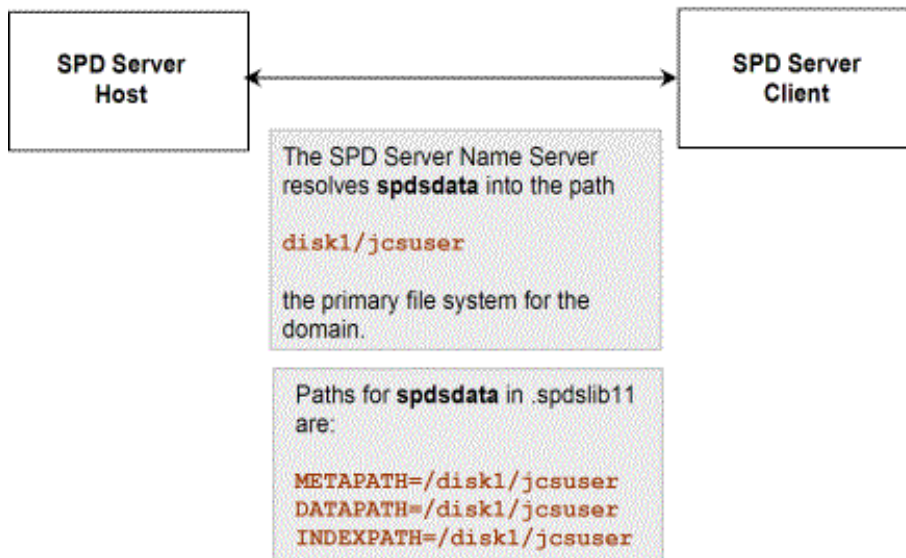 SPD Server
Host
SPD Server
Client
The SPD Server Name Server
resolves spdsdata into the path
disk1/jcsuser
the primary file system for the
domain.
Paths for spdsdata in .spdslib11
are:
METAPATH=/disk1/jcsuser
DATAPATH=/disk1/jcsuser
INDEXPATH=/disk1/jcsuser